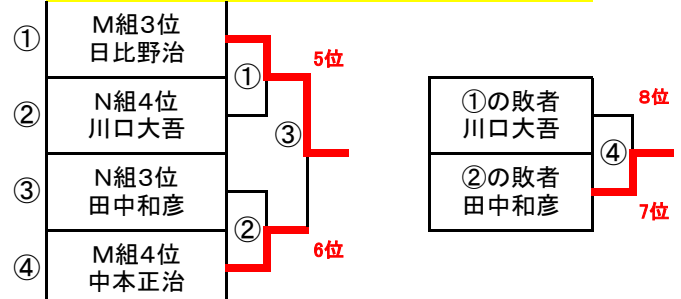 ①
M組3位
日比野治
②
N組4位
川口大吾
③
N組3位
田中和彦
④
M組4位
中本正治
①
②
③
5位
6位
①の敗者
川口大吾
②の敗者
田中和彦
④
8位
7位